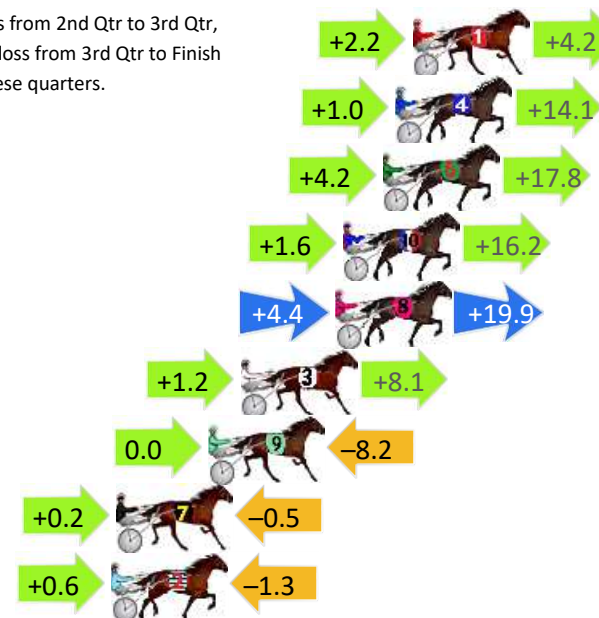 s from 2nd Qtr to 3rd Qtr,
loss from 3rd Qtr to Finish
ese quarters.
+2.2 1 +4.2
+1.0 4 +14.1
+4.2 5 +17.8
+1.6 10 +16.2
+4.4 8 +19.9
+1.2 3 +8.1
0.0 9 –8.2
+0.2 7 –0.5
+0.6 2 –1.3